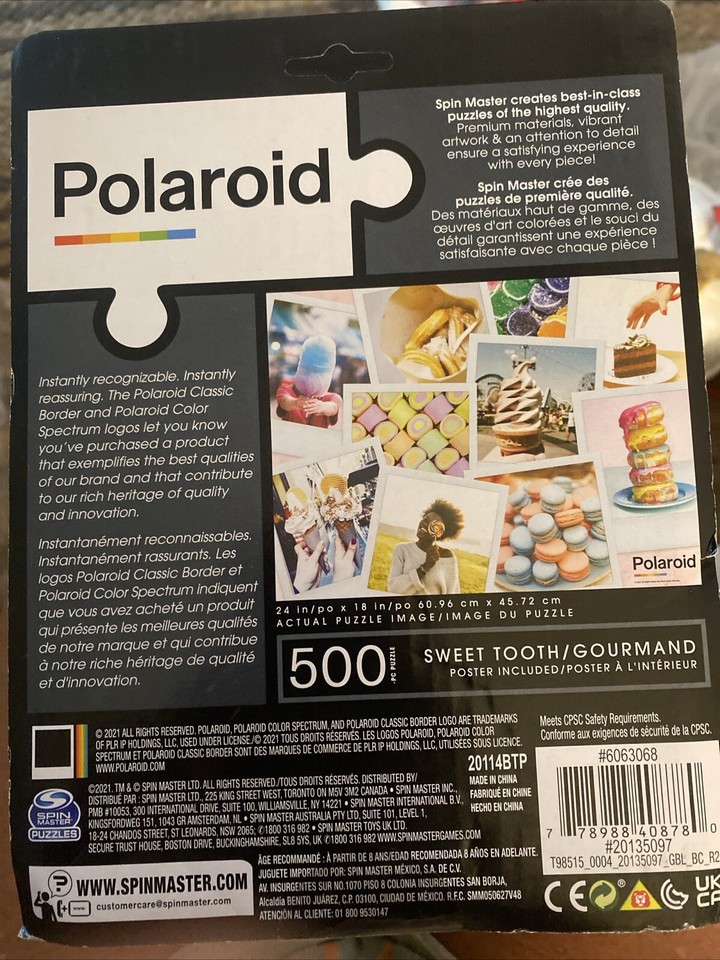 Polaroid
Spin Master creates best-in-class
puzzles of the highest quality.
Premium materials, vibrant
artwork & an attention to detail
ensure a satisfying experience
with every piece!
Spin Master crée des
puzzles de première qualité.
Des matériaux haut de gamme, des
œuvres d'art colorées et le souci du
détail garantissent une expérience
satisfaisante avec chaque pièce !
Instantly recognizable. Instantly
reassuring. The Polaroid Classic
Border and Polaroid Color
Spectrum logos let you know
you've purchased a product
that exemplifies the best qualities
of our brand and that contribute
to our rich heritage of quality
and innovation.
Instantanément reconnaissables.
Instantanément rassurants. Les
logos Polaroid Classic Border et
Polaroid Color Spectrum indiquent
que vous avez acheté un produit
qui présente les meilleures qualités
de notre marque et qui contribue
à notre riche héritage de qualité
et d'innovation.
Polaroid
24 in/po x 18 in/po 60.96 cm x 45.72 cm
ACTUAL PUZZLE IMAGE/IMAGE DU PUZZLE
500 -PC PUZZLE
SWEET TOOTH/GOURMAND
POSTER INCLUDED/POSTER À L'INTÉRIEUR
© 2021 ALL RIGHTS RESERVED. POLAROID, POLAROID COLOR SPECTRUM, AND POLAROID CLASSIC BORDER LOGO ARE TRADEMARKS
OF PLR IP HOLDINGS, LLC, USED UNDER LICENSE./© 2021 TOUS DROITS RÉSERVÉS. LES LOGOS POLAROID, POLAROID COLOR
SPECTRUM ET POLAROID CLASSIC BORDER SONT DES MARQUES DE COMMERCE DE PLR IP HOLDINGS, LLC, UTILISÉES SOUS LICENCE.
WWW.POLAROID.COM
Meets CPSC Safety Requirements.
Conforme aux exigences de sécurité de la CPSC.
20114BTP
MADE IN CHINA
FABRIQUÉ EN CHINE
HECHO EN CHINA
SPIN
MASTER
PUZZLES
©2021. TM & © SPIN MASTER LTD. ALL RIGHTS RESERVED./TOUS DROITS RÉSERVÉS. DISTRIBUTED BY/
DISTRIBUÉ PAR : SPIN MASTER LTD., 225 KING STREET WEST, TORONTO ON M5V 3M2 CANADA • SPIN MASTER INC.,
PMB #10053, 300 INTERNATIONAL DRIVE, SUITE 100, WILLIAMSVILLE, NY 14221 • SPIN MASTER INTERNATIONAL B.V.,
KINGSFORDWEG 151, 1043 GR AMSTERDAM, NL • SPIN MASTER AUSTRALIA PTY LTD, SUITE 101, LEVEL 1,
18-24 CHANDOS STREET, ST LEONARDS, NSW 2065; ✆1800 316 982 • SPIN MASTER TOYS UK LTD.
SECURE TRUST HOUSE, BOSTON DRIVE, BUCKINGHAMSHIRE, SL8 5YS, UK ✆1800 316 982 WWW.SPINMASTERGAMES.COM
#6063068
7 78988 40878 0
#20135097
T98515_0004_20135097_GBL_BC_R2
WWW.SPINMASTER.COM
customercare@spinmaster.com
ÂGE RECOMMANDÉ : À PARTIR DE 8 ANS/EDAD RECOMENDADA 8 AÑOS EN ADELANTE.
JUGUETE IMPORTADO POR: SPIN MASTER MÉXICO, S.A. DE C.V.
AV. INSURGENTES SUR NO.1070 PISO 8 COLONIA INSURGENTES SAN BORJA,
Alcaldía BENITO JUÁREZ, C.P. 03100, CIUDAD DE MÉXICO. R.F.C. SMM050627V48
ATENCIÓN AL CLIENTE: 01 800 9530147
CE
UK
CA